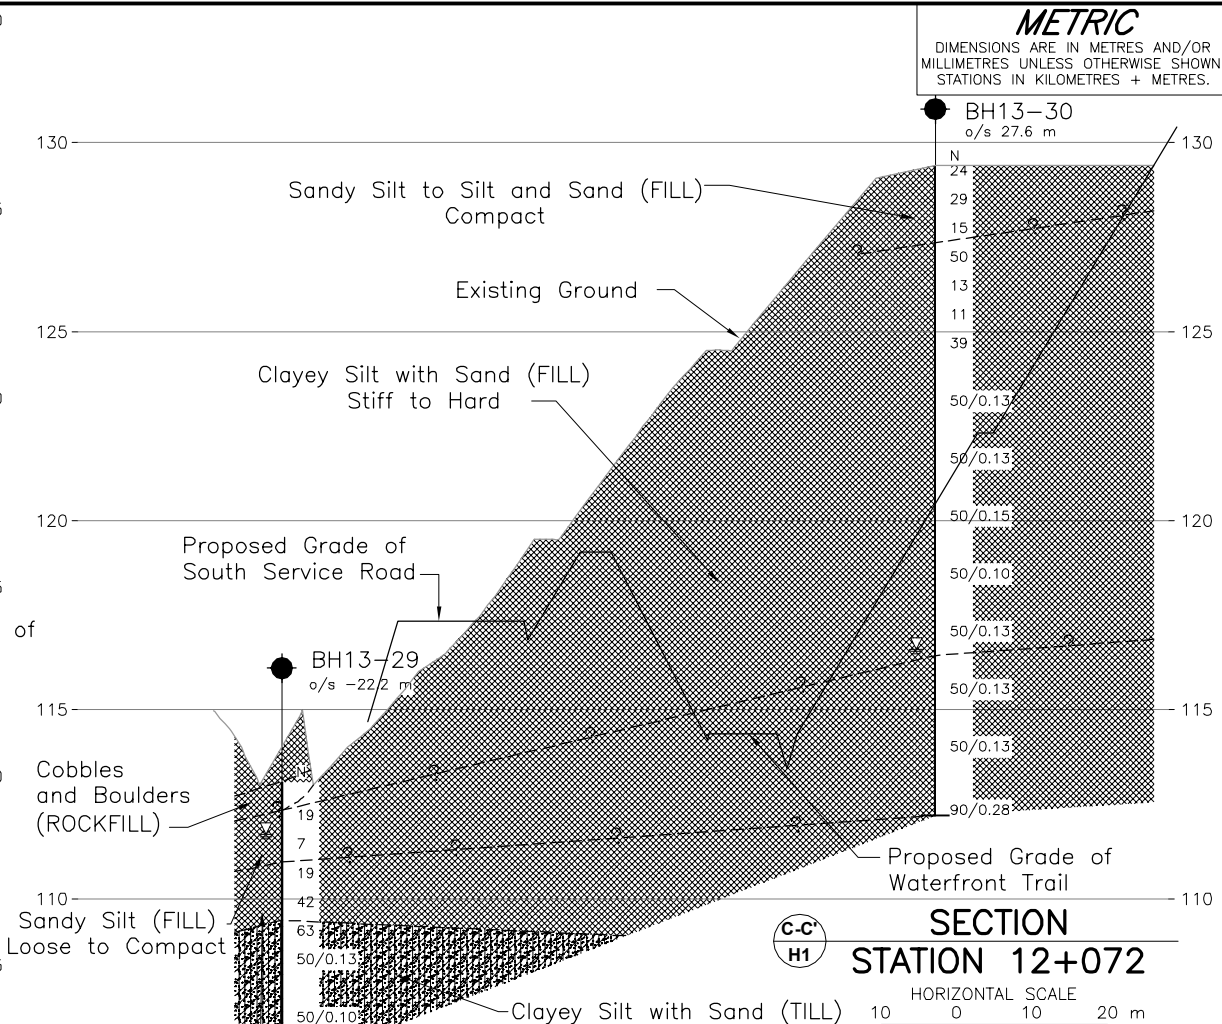 METRIC
DIMENSIONS ARE IN METRES AND/OR
MILLIMETRES UNLESS OTHERWISE SHOWN
STATIONS IN KILOMETRES + METRES.
BH13-30
o/s 27.6 m
130
130
N
24
29
15
50
13
11
39
50/0.13
50/0.13
50/0.15
50/0.10
50/0.13
50/0.13
50/0.13
90/0.28
Sandy Silt to Silt and Sand (FILL)
Compact
Existing Ground
125
125
Clayey Silt with Sand (FILL)
Stiff to Hard
120
120
Proposed Grade of
South Service Road
of
BH13-29
o/s -22.2 m
115
115
Cobbles
and Boulders
(ROCKFILL)
N
19
7
19
42
63
50/0.13
50/0.10
Proposed Grade of
Waterfront Trail
110
110
Sandy Silt (FILL)
Loose to Compact
C-C'
H1
SECTION
STATION 12+072
HORIZONTAL SCALE
10 0 10 20 m
Clayey Silt with Sand (TILL)